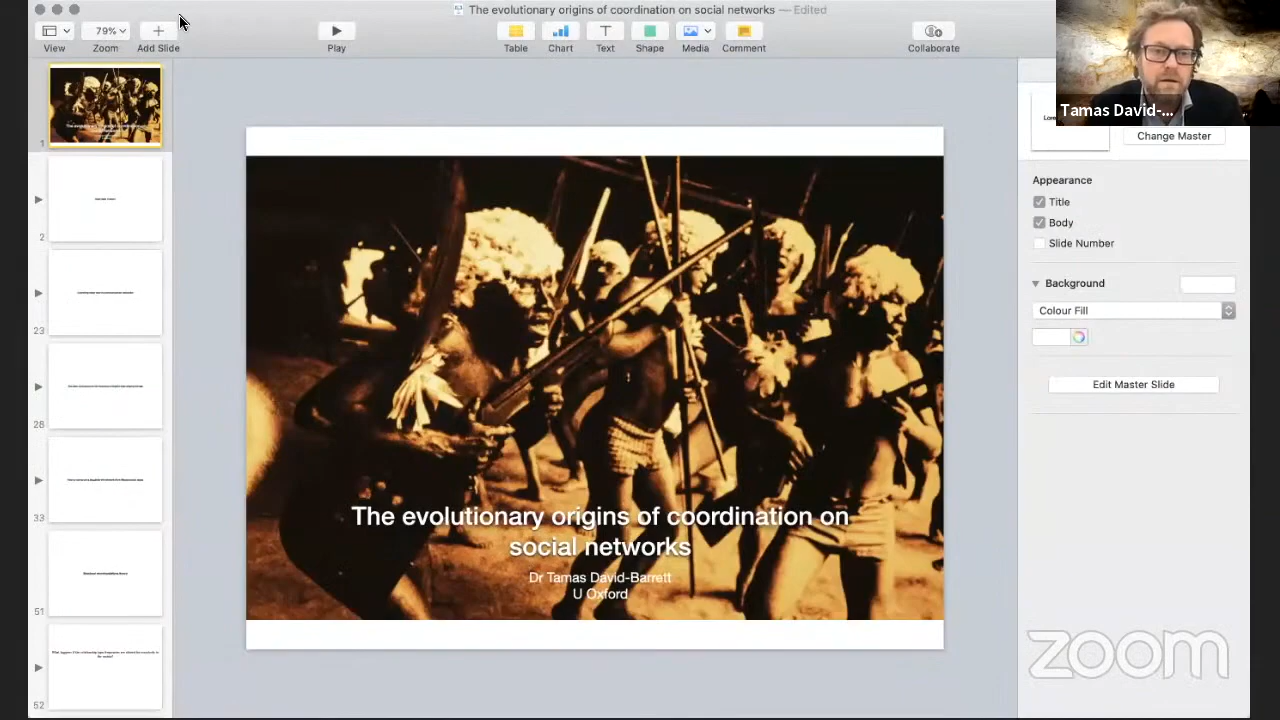 The evolutionary origins of coordination on social networks — Edited
79%
View
Zoom
Add Slide
Play
Table
Chart
Text
Shape
Media
Comment
Collaborate
Tamas David-...
Change Master
Appearance
Title
Body
Slide Number
Background
Colour Fill
Edit Master Slide
1
2
23
28
33
51
52
The evolutionary origins of coordination on
social networks
Dr Tamas David-Barrett
U Oxford
zoom